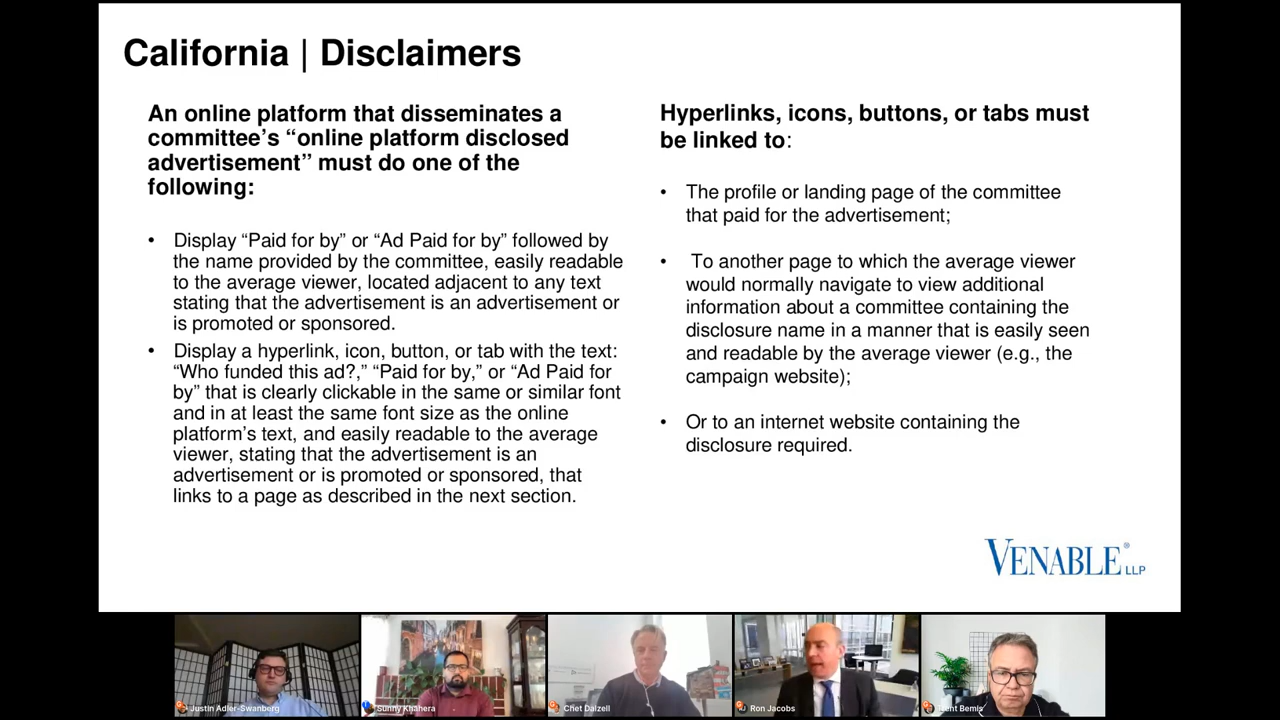 California | Disclaimers
An online platform that disseminates a
committee's “online platform disclosed
advertisement” must do one of the
following:
• Display “Paid for by” or “Ad Paid for by” followed by
the name provided by the committee, easily readable
to the average viewer, located adjacent to any text
stating that the advertisement is an advertisement or
is promoted or sponsored.
• Display a hyperlink, icon, button, or tab with the text:
“Who funded this ad?,” “Paid for by,” or “Ad Paid for
by” that is clearly clickable in the same or similar font
and in at least the same font size as the online
platform’s text, and easily readable to the average
viewer, stating that the advertisement is an
advertisement or is promoted or sponsored, that
links to a page as described in the next section.
Hyperlinks, icons, buttons, or tabs must
be linked to:
• The profile or landing page of the committee
that paid for the advertisement;
• To another page to which the average viewer
would normally navigate to view additional
information about a committee containing the
disclosure name in a manner that is easily seen
and readable by the average viewer (e.g., the
campaign website);
• Or to an internet website containing the
disclosure required.
VENABLE® LLP
Justin Adler-Swanberg
Sunny Khahera
Chet Dalzell
Ron Jacobs
Bemis